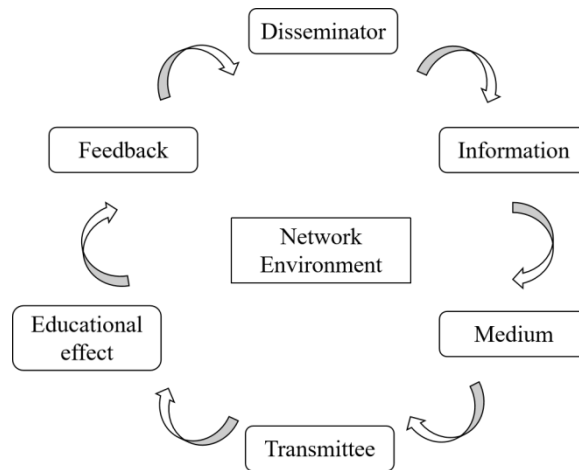 Disseminator
Feedback
Information
Network
Environment
Educational
effect
Medium
Transmittee